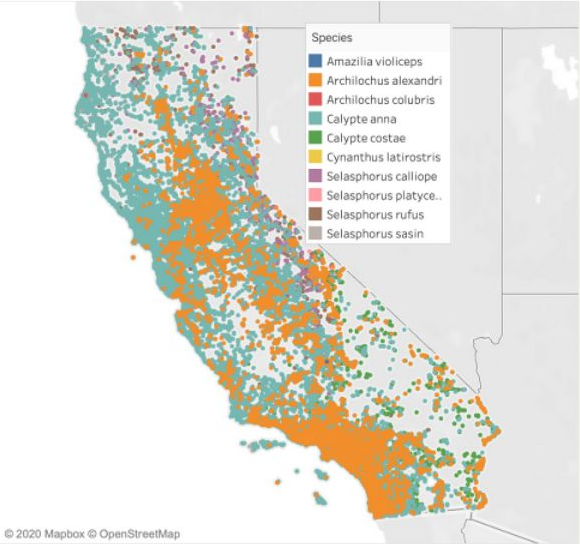 Species
Amazilia violiceps
Archilochus alexandri
Archilochus colubris
Calypte anna
Calypte costae
Cynanthus latirostris
Selasphorus calliope
Selasphorus platyce..
Selasphorus rufus
Selasphorus sasin
© 2020 Mapbox © OpenStreetMap